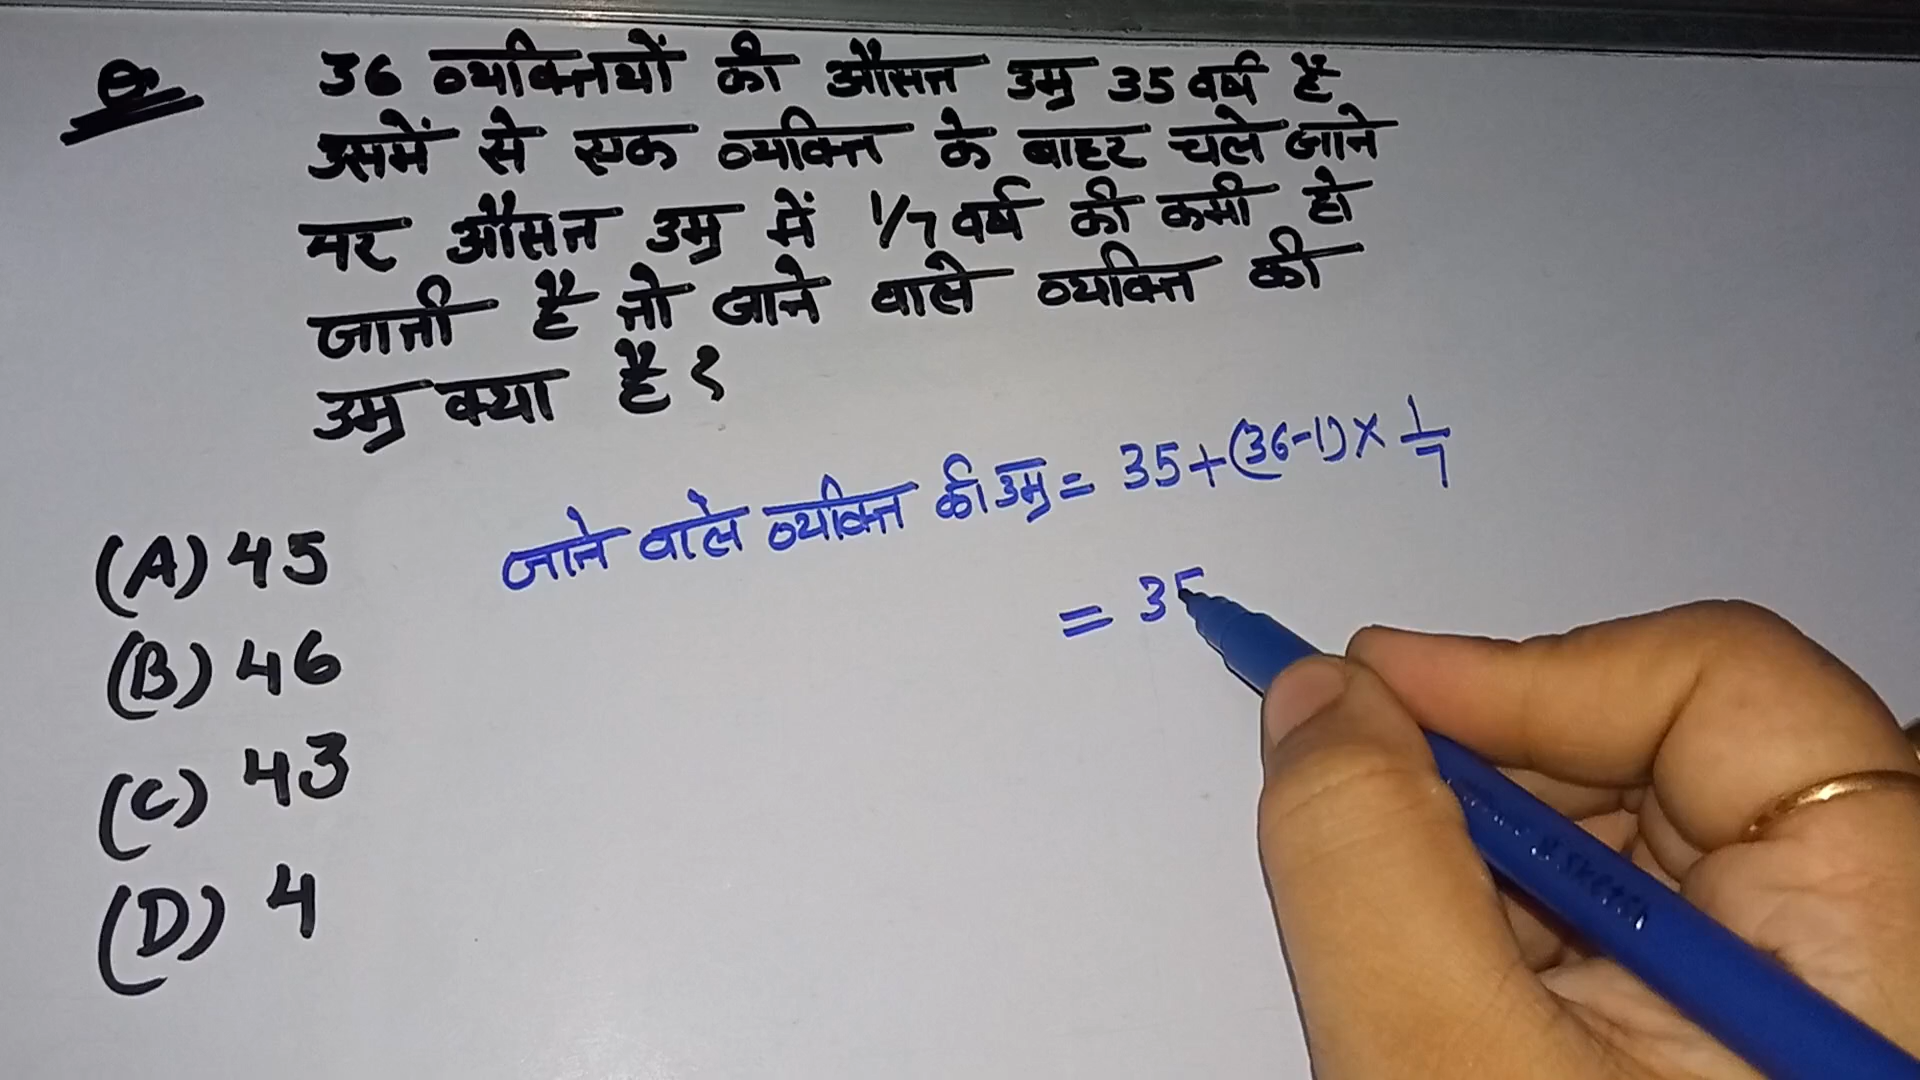 Q.
36 व्यक्तियों की औसत उम्र 35 वर्ष है
उसमें से एक व्यक्ति के बाहर चले जाने
पर औसत उम्र में 1/7 वर्ष की कमी हो
जाती है तो जाने वाले व्यक्ति की
उम्र क्या है ?
जाने वाले व्यक्ति की उम्र = 35+(36-1)× 1/7
= 35
(A) 45
(B) 46
(C) 43
(D) 4